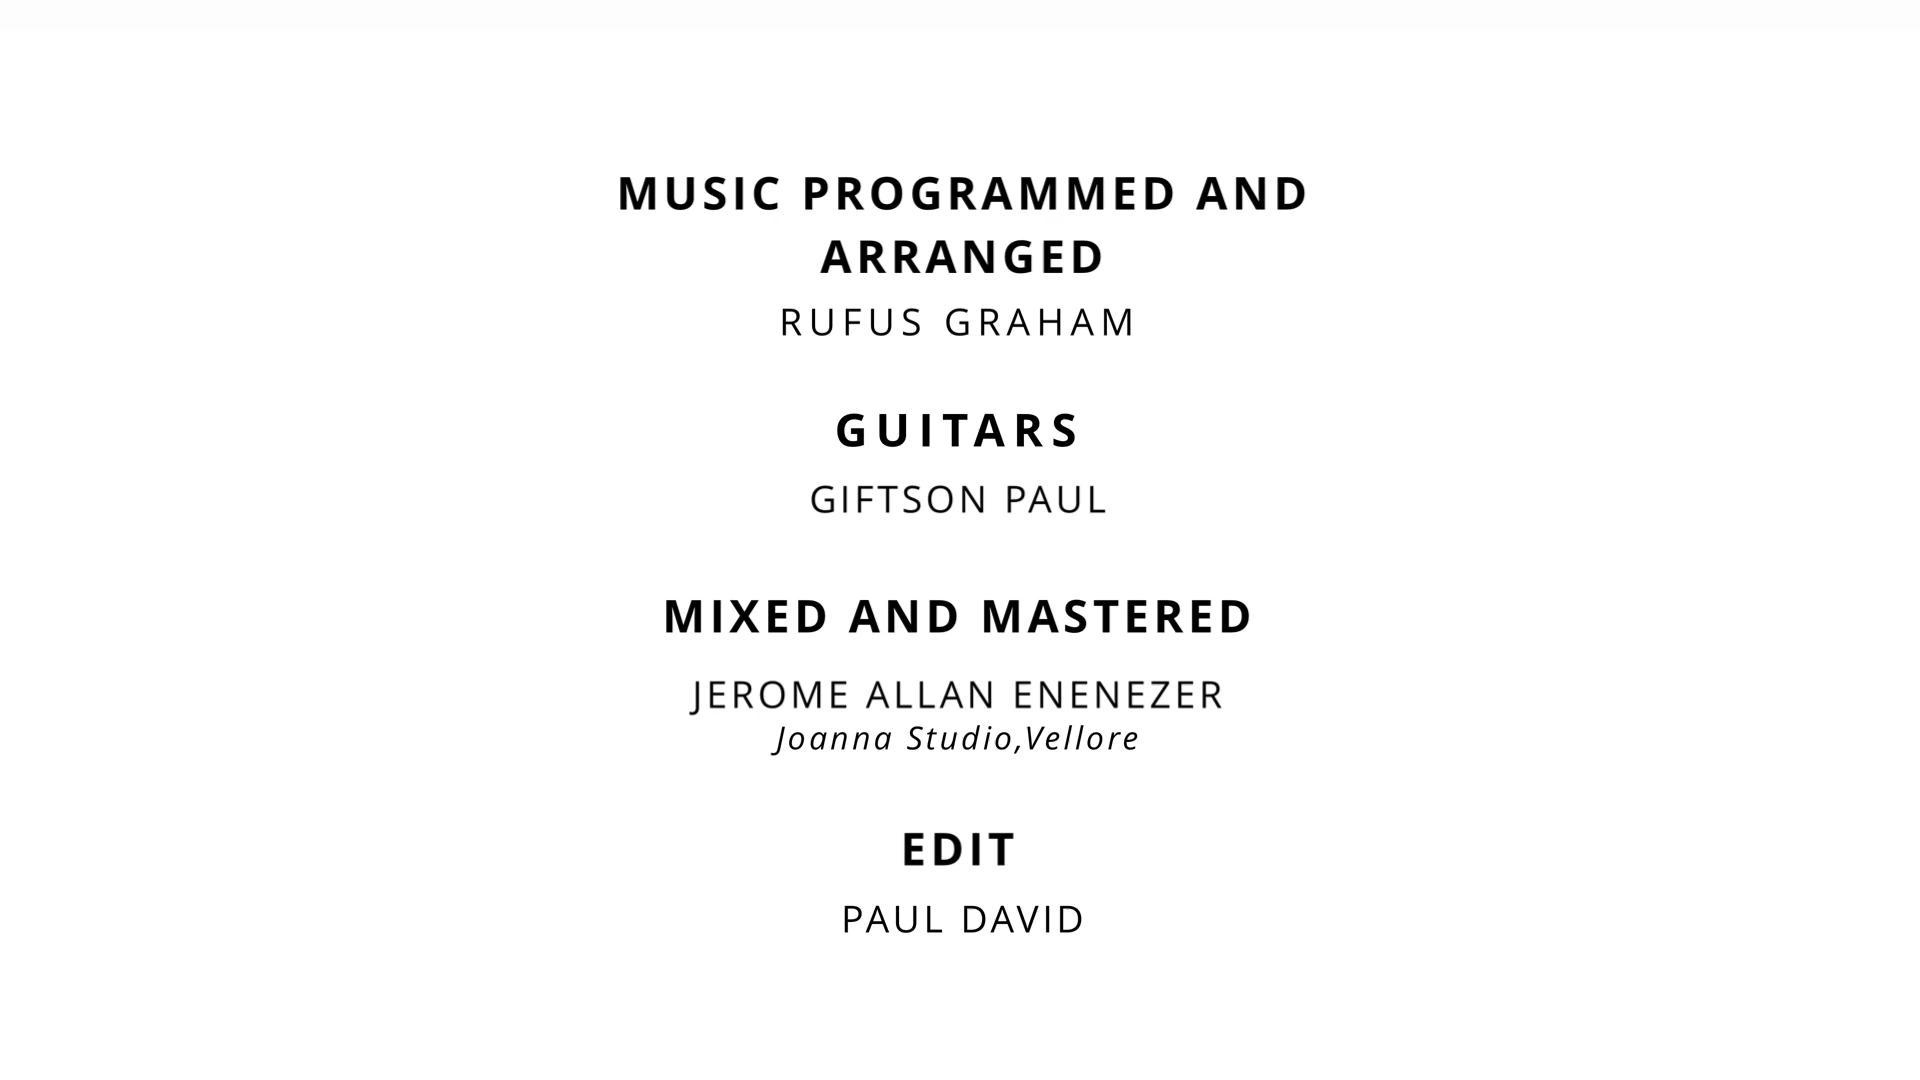 MUSIC PROGRAMMED AND
ARRANGED
RUFUS GRAHAM
GUITARS
GIFTSON PAUL
MIXED AND MASTERED
JEROME ALLAN ENENEZER
Joanna Studio,Vellore
EDIT
PAUL DAVID